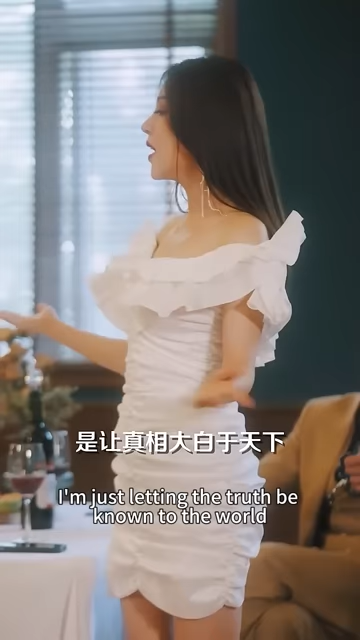 是让真相大白于天下
I'm just letting the truth be
known to the world